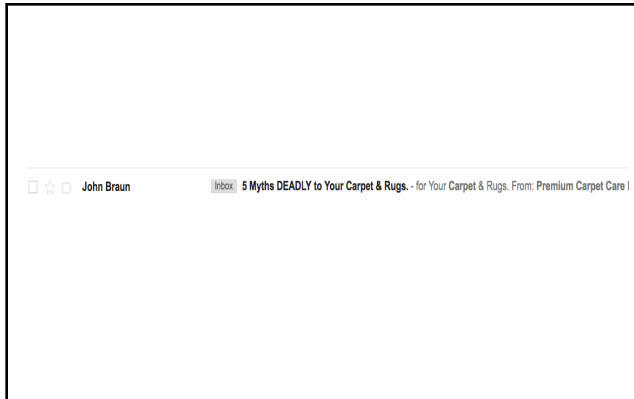 John Braun Inbox 5 Myths DEADLY to Your Carpet & Rugs. - for Your Carpet & Rugs. From: Premium Carpet Care